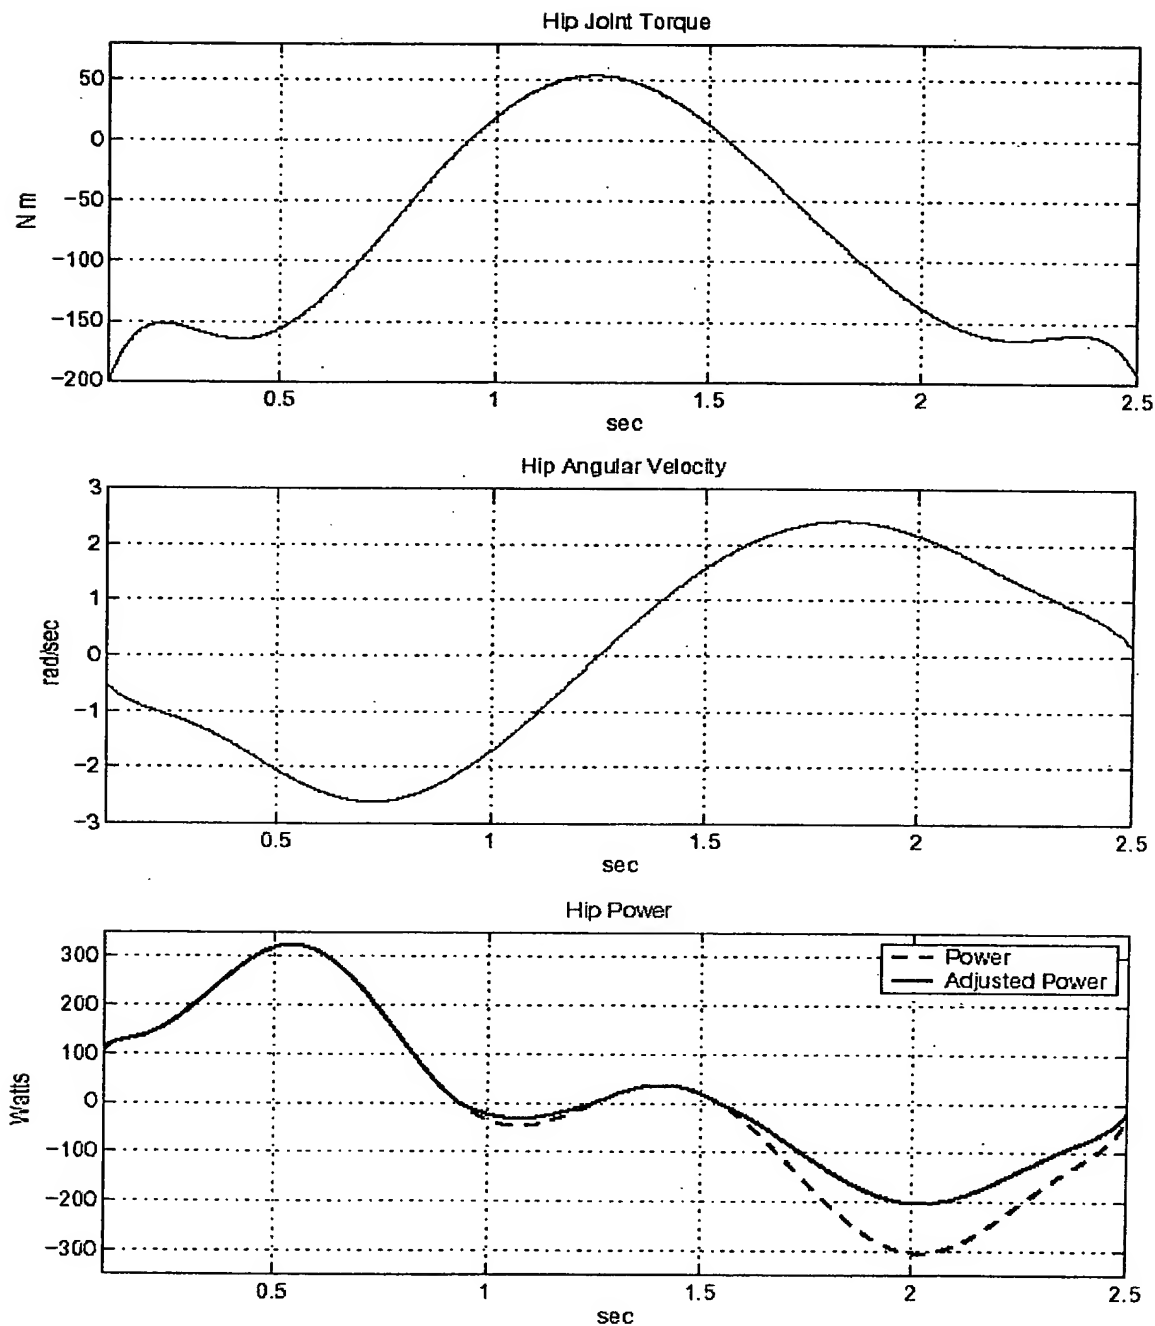 Hip Joint Torque
50
0
−50
−100
−150
−200
N m
0.5 1 1.5 2 2.5
sec
Hip Angular Velocity
3
2
1
0
−1
−2
−3
rad/sec
0.5 1 1.5 2 2.5
sec
Hip Power
300
200
100
0
−100
−200
−300
Watts
Power
Adjusted Power
0.5 1 1.5 2 2.5
sec